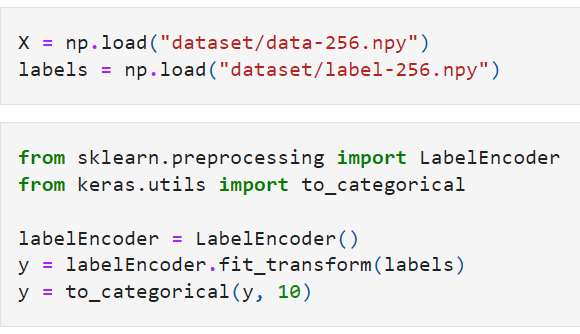 X = np.load("dataset/data-256.npy")
labels = np.load("dataset/label-256.npy")
from sklearn.preprocessing import LabelEncoder
from keras.utils import to_categorical
labelEncoder = LabelEncoder()
y = labelEncoder.fit_transform(labels)
y = to_categorical(y, 10)